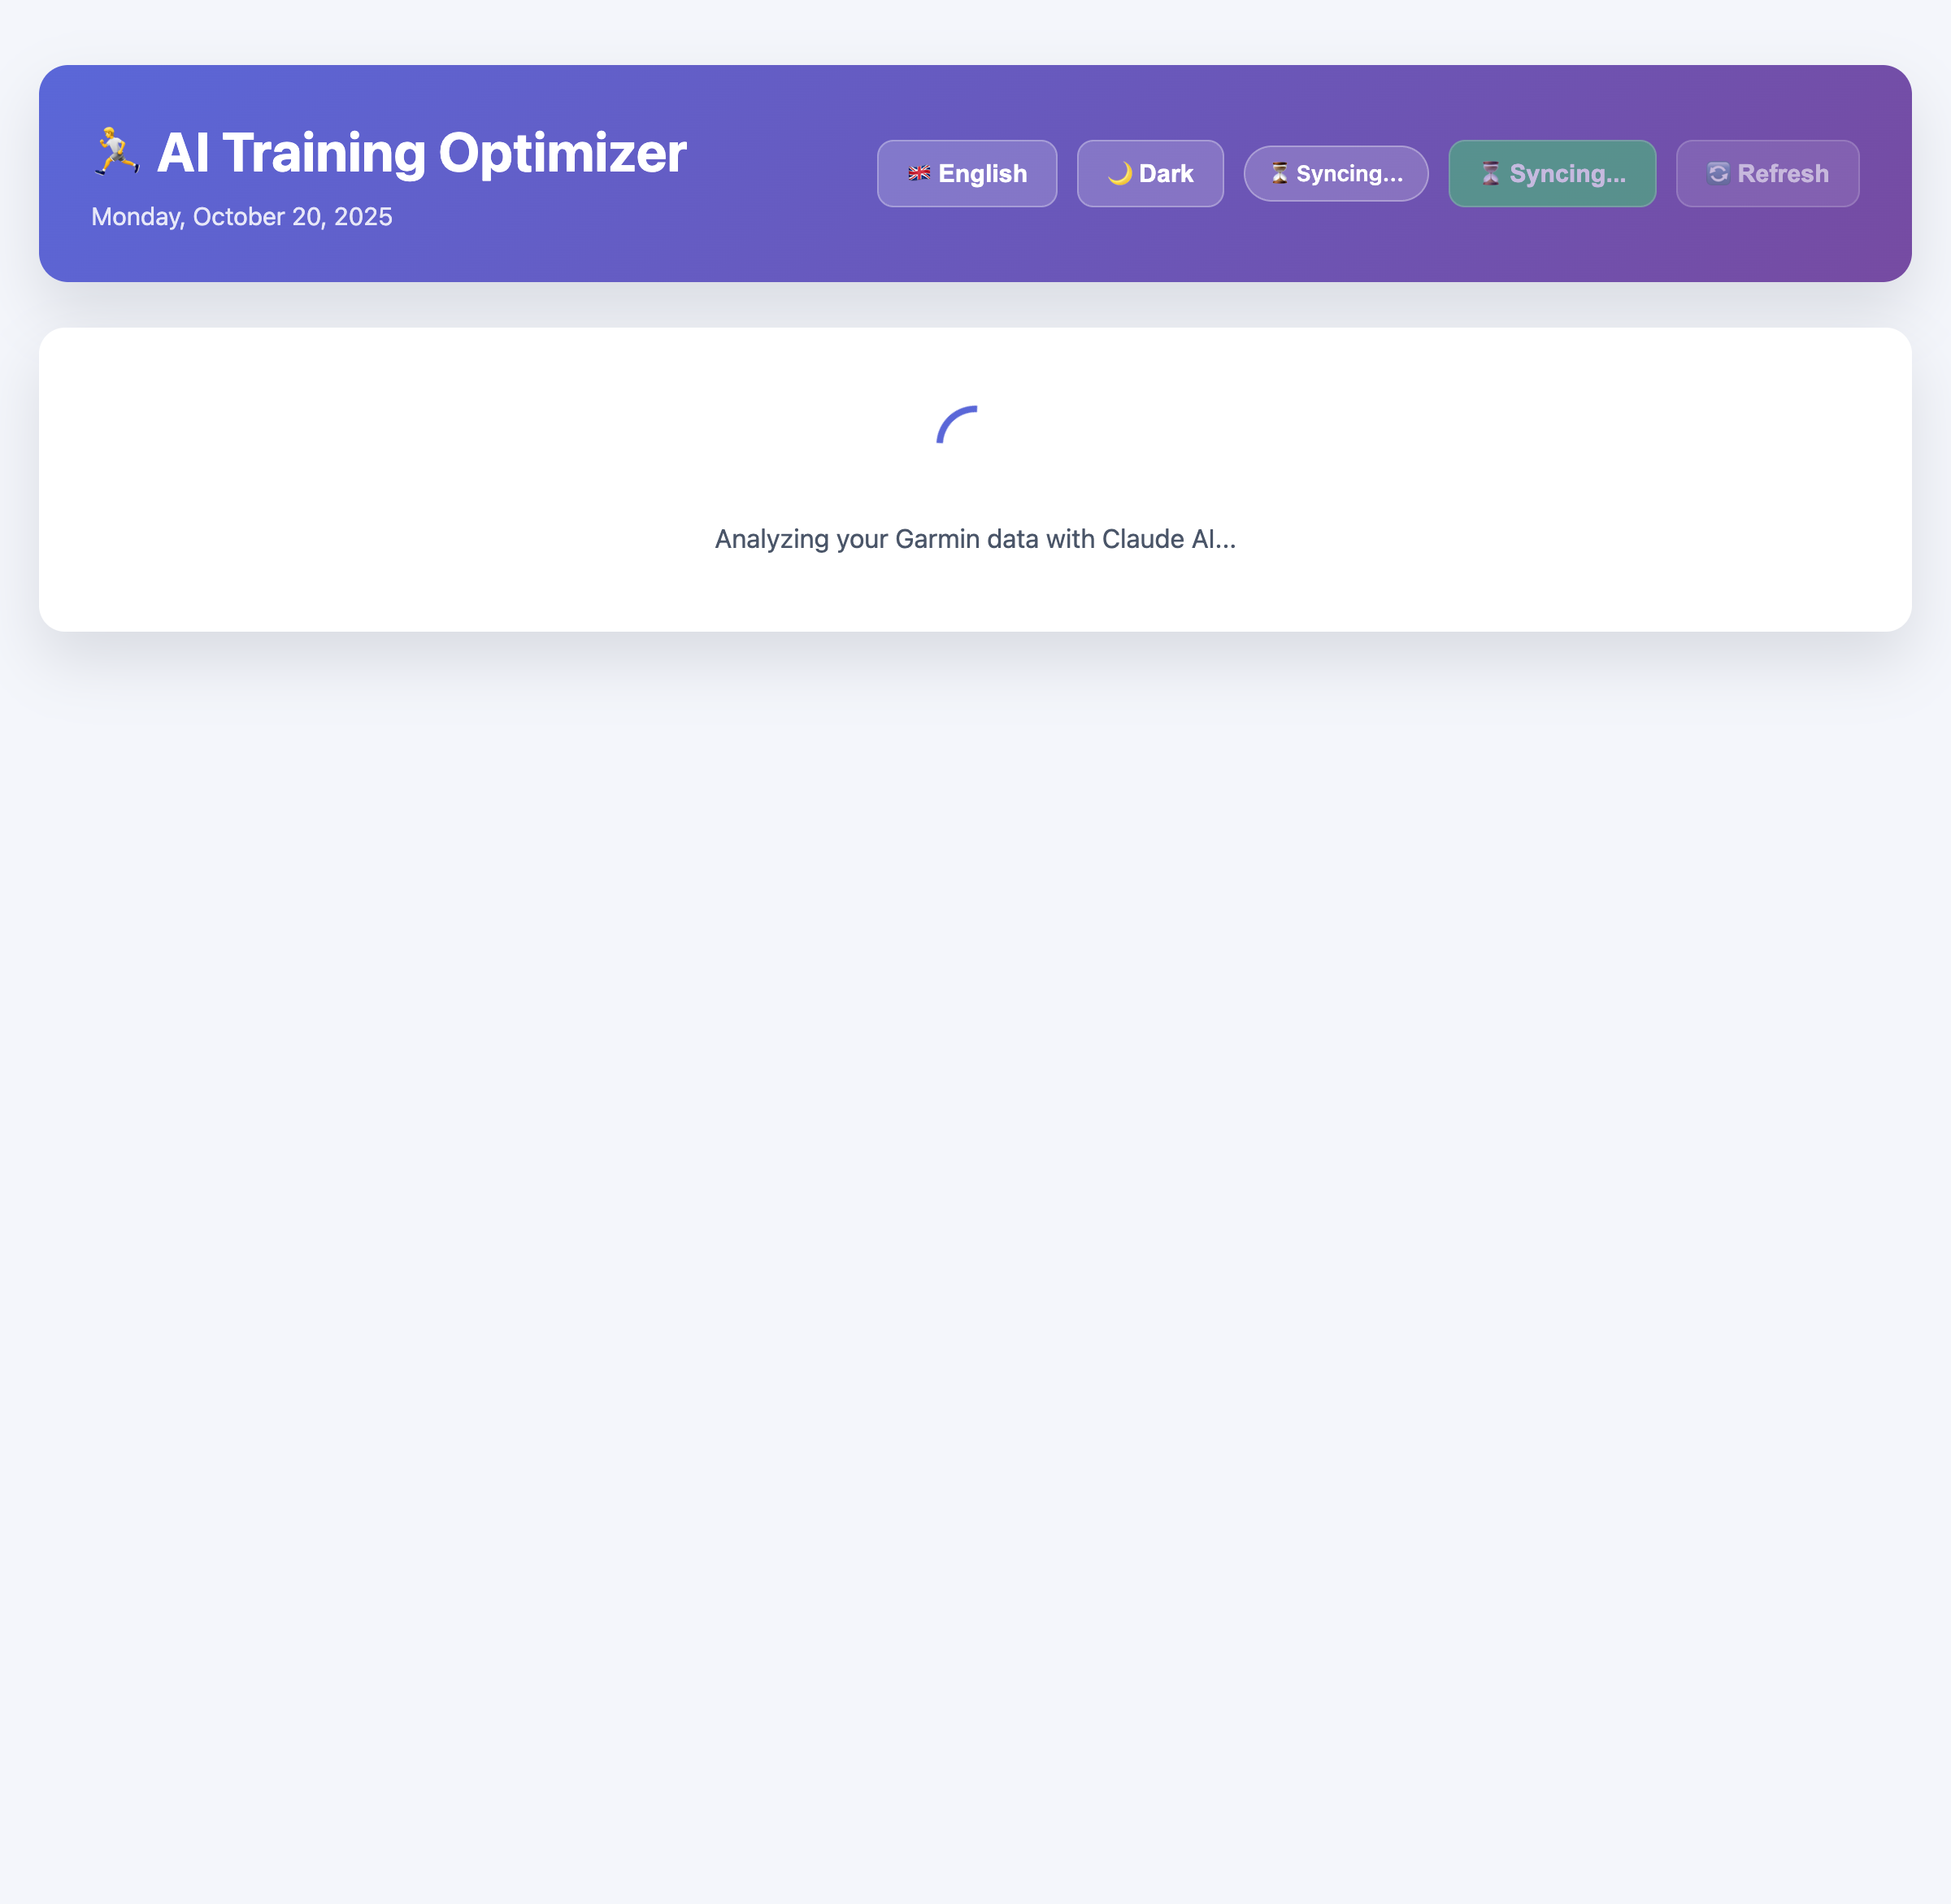 🏃 AI Training Optimizer
Monday, October 20, 2025
🇬🇧 English
🌙 Dark
⏳ Syncing...
⏳ Syncing...
🔄 Refresh
Analyzing your Garmin data with Claude AI...